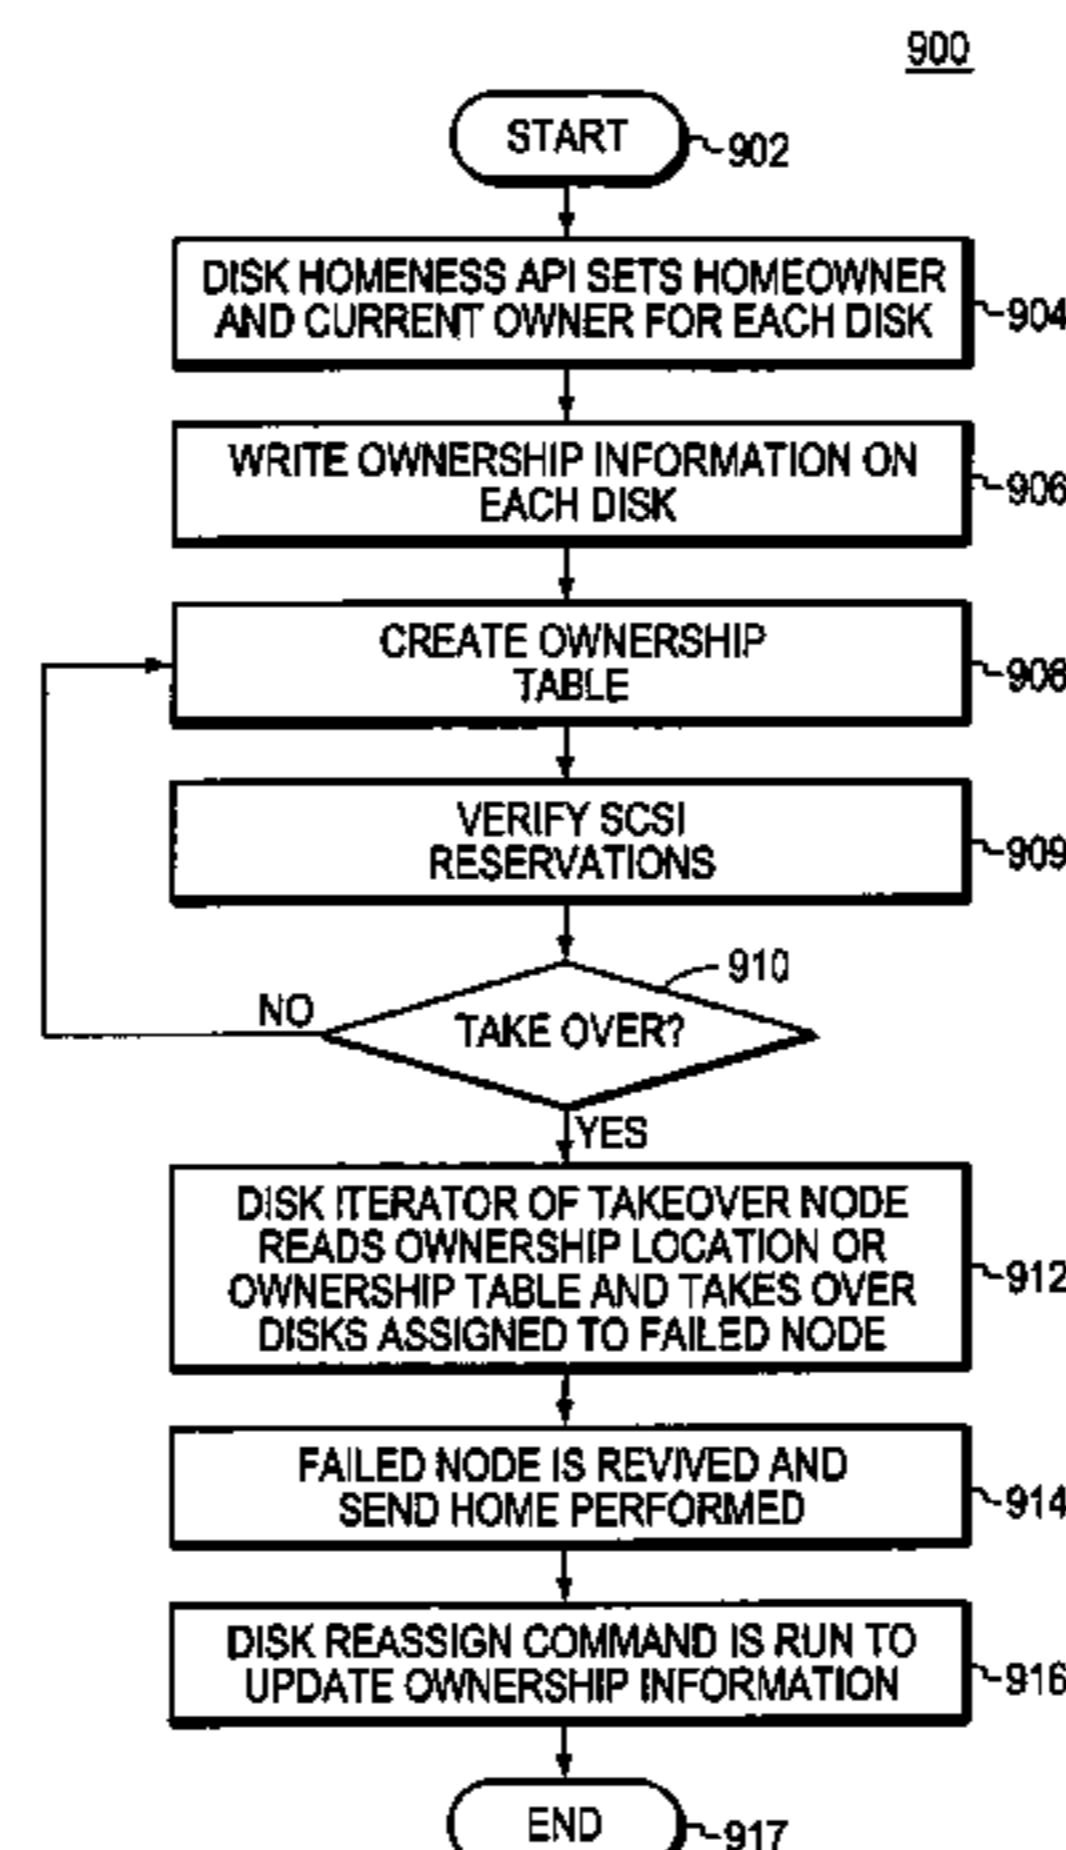 900
START
902
DISK HOMENESS API SETS HOMEOWNER
AND CURRENT OWNER FOR EACH DISK
904
WRITE OWNERSHIP INFORMATION ON
EACH DISK
906
CREATE OWNERSHIP
TABLE
908
VERIFY SCSI
RESERVATIONS
909
910
NO
TAKE OVER?
YES
DISK ITERATOR OF TAKEOVER NODE
READS OWNERSHIP LOCATION OR
OWNERSHIP TABLE AND TAKES OVER
DISKS ASSIGNED TO FAILED NODE
912
FAILED NODE IS REVIVED AND
SEND HOME PERFORMED
914
DISK REASSIGN COMMAND IS RUN TO
UPDATE OWNERSHIP INFORMATION
916
END
917